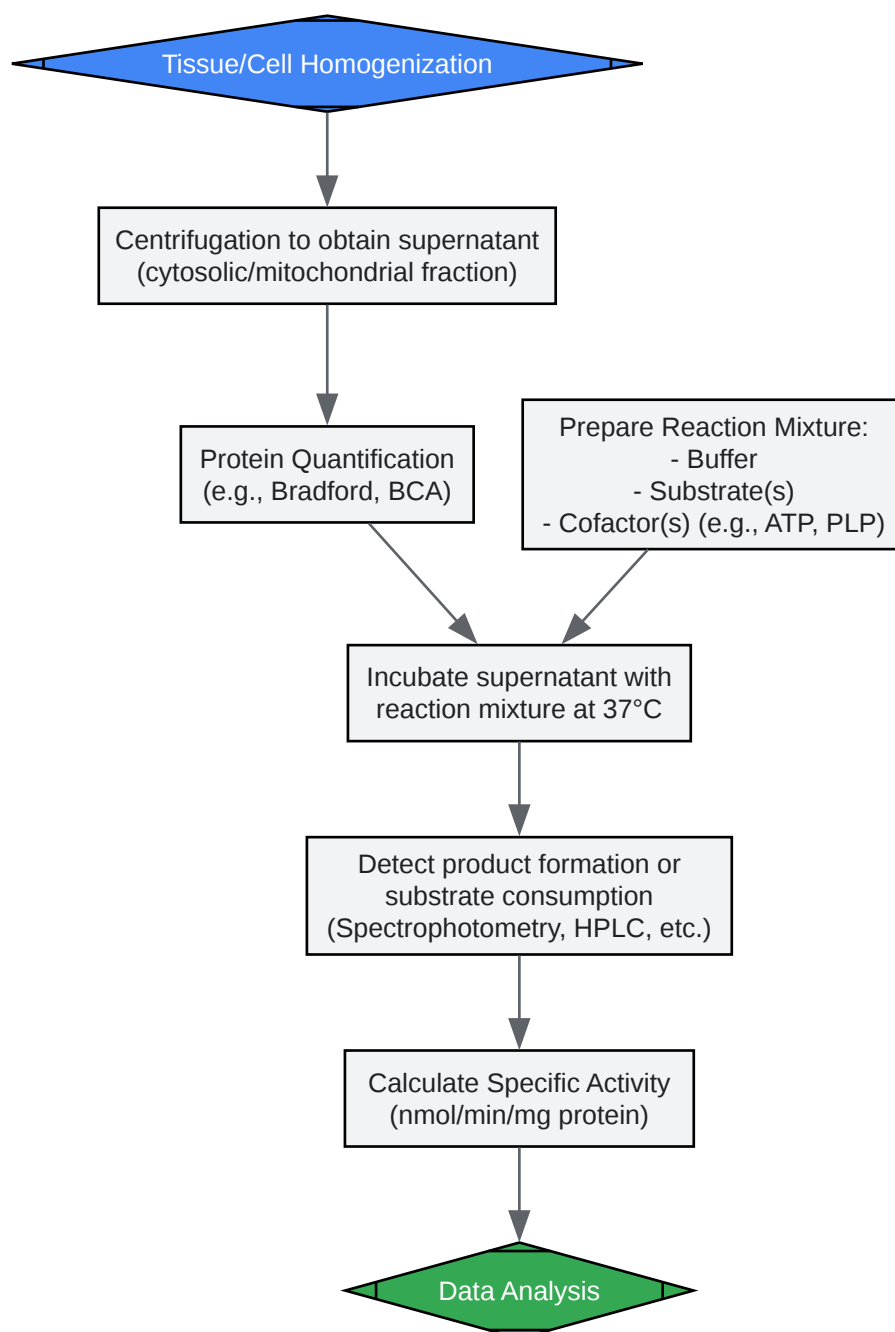 Tissue/Cell Homogenization
Centrifugation to obtain supernatant
(cytosolic/mitochondrial fraction)
Protein Quantification
(e.g., Bradford, BCA)
Prepare Reaction Mixture:
- Buffer
- Substrate(s)
- Cofactor(s) (e.g., ATP, PLP)
Incubate supernatant with
reaction mixture at 37°C
Detect product formation or
substrate consumption
(Spectrophotometry, HPLC, etc.)
Calculate Specific Activity
(nmol/min/mg protein)
Data Analysis